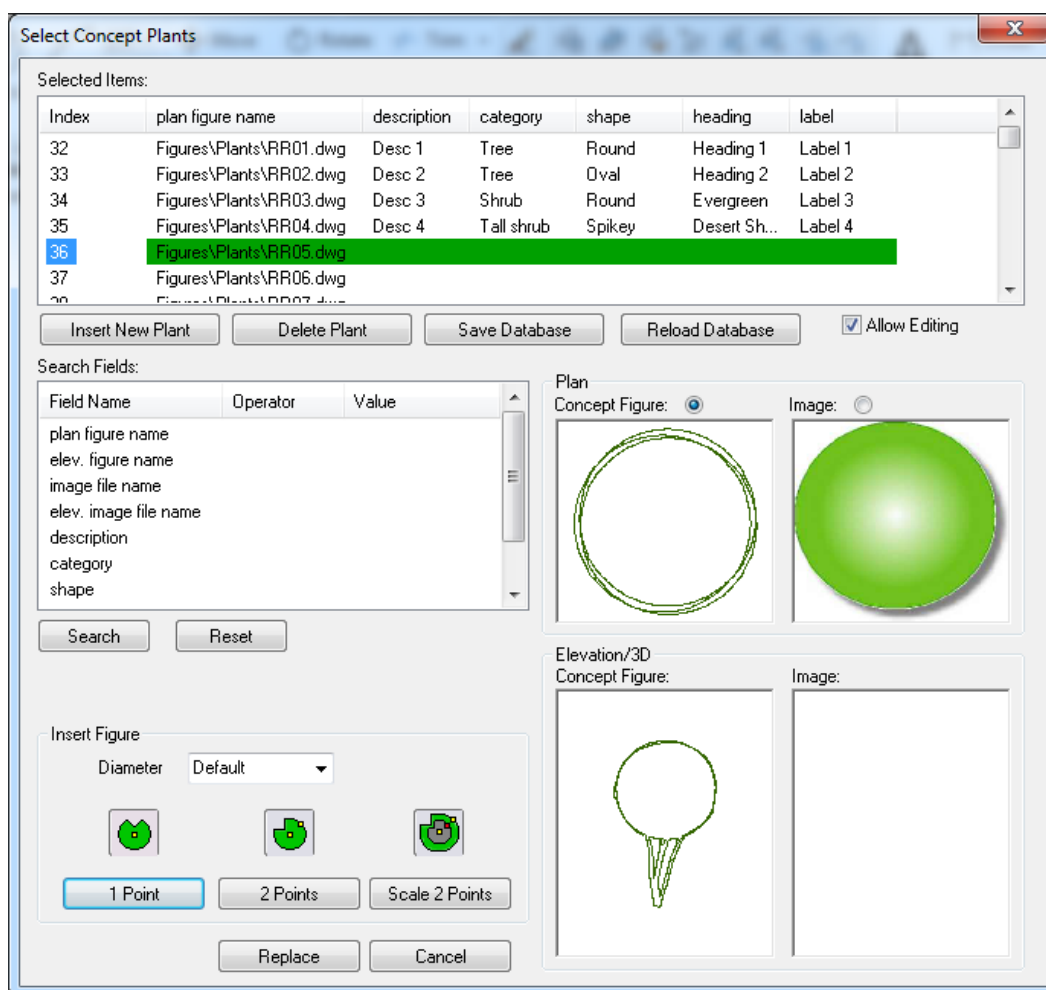 Select Concept Plants
Selected Items:
Index plan figure name description category shape heading label
32 Figures\Plants\RR01.dwg Desc 1 Tree Round Heading 1 Label 1
33 Figures\Plants\RR02.dwg Desc 2 Tree Oval Heading 2 Label 2
34 Figures\Plants\RR03.dwg Desc 3 Shrub Round Evergreen Label 3
35 Figures\Plants\RR04.dwg Desc 4 Tall shrub Spikey Desert Sh... Label 4
36 Figures\Plants\RR05.dwg
37 Figures\Plants\RR06.dwg
Insert New Plant Delete Plant Save Database Reload Database Allow Editing
Search Fields:
Field Name Operator Value
plan figure name
elev. figure name
image file name
elev. image file name
description
category
shape
Search Reset
Plan
Concept Figure: Image:
Elevation/3D
Concept Figure: Image:
Insert Figure
Diameter Default
1 Point 2 Points Scale 2 Points
Replace Cancel